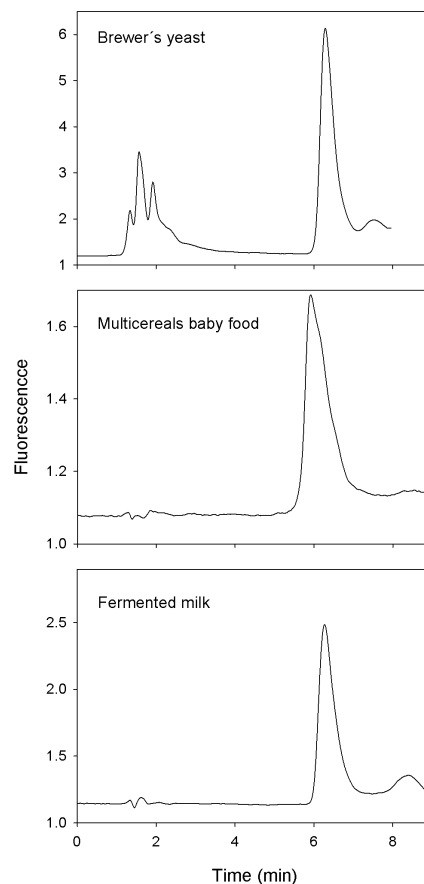 6
Brewer´s yeast
5
4
3
2
1
1.6
Multicereals baby food
1.4
Fluorescencce
1.2
1.0
Fermented milk
2.5
2.0
1.5
1.0
0 2 4 6 8
Time (min)